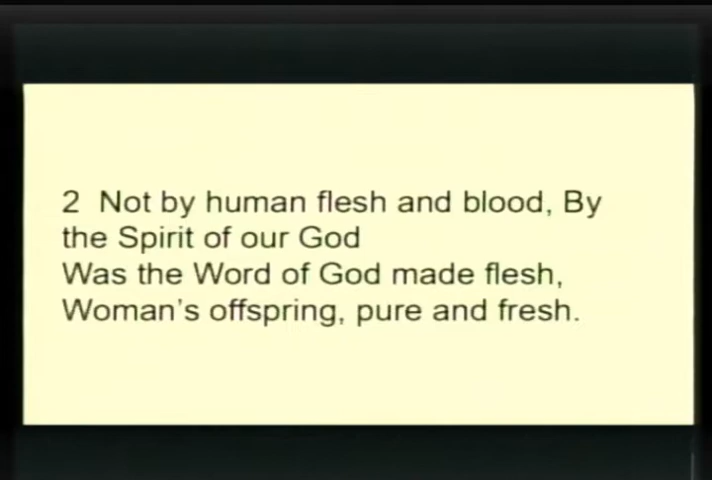 2 Not by human flesh and blood, By
the Spirit of our God
Was the Word of God made flesh,
Woman's offspring, pure and fresh.